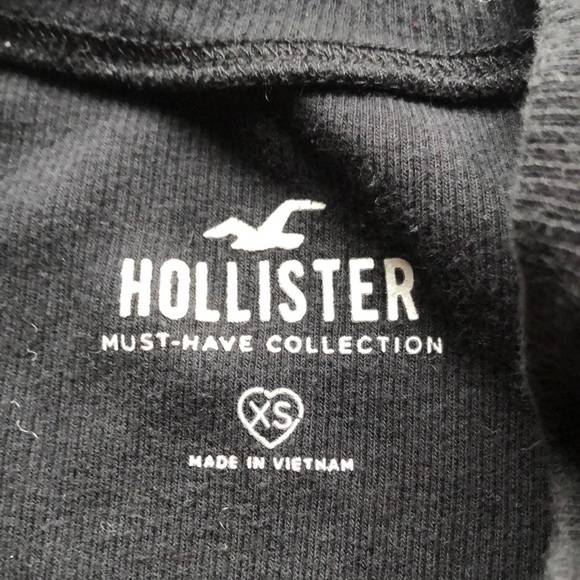 HOLLISTER
MUST-HAVE COLLECTION
XS
MADE IN VIETNAM